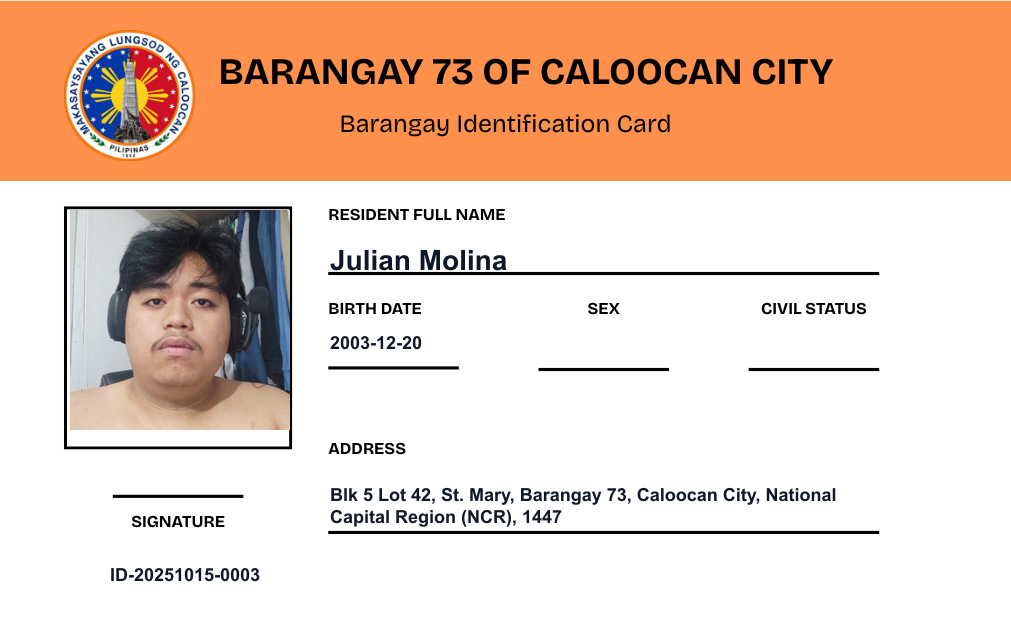 MAKASAYSAYANG LUNGSOD NG CALOOCAN
PILIPINAS
1962
BARANGAY 73 OF CALOOCAN CITY
Barangay Identification Card
RESIDENT FULL NAME
Julian Molina
BIRTH DATE
SEX
CIVIL STATUS
2003-12-20
ADDRESS
Blk 5 Lot 42, St. Mary, Barangay 73, Caloocan City, National
Capital Region (NCR), 1447
SIGNATURE
ID-20251015-0003